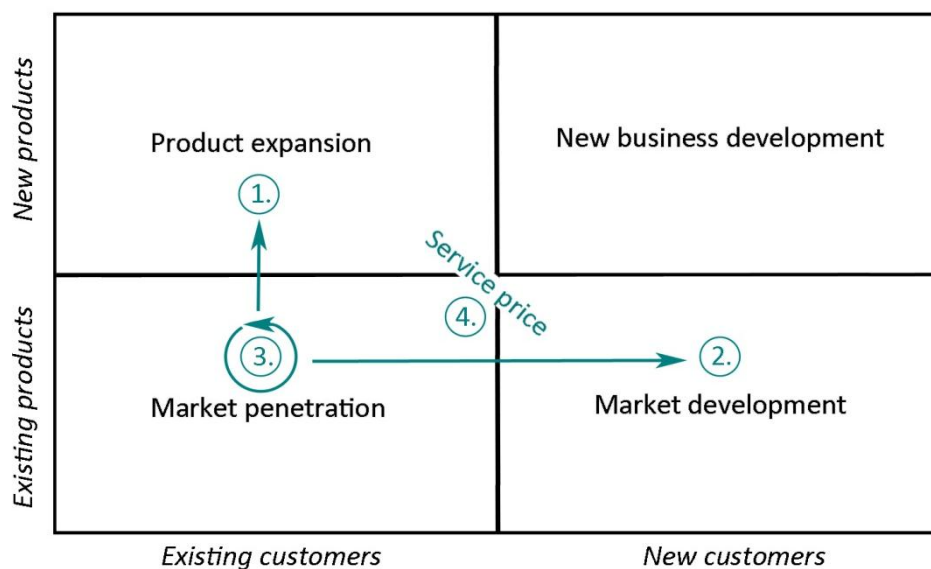 New products
Product expansion
New business development
1.
Service price
4.
3.
2.
Existing products
Market penetration
Market development
Existing customers
New customers